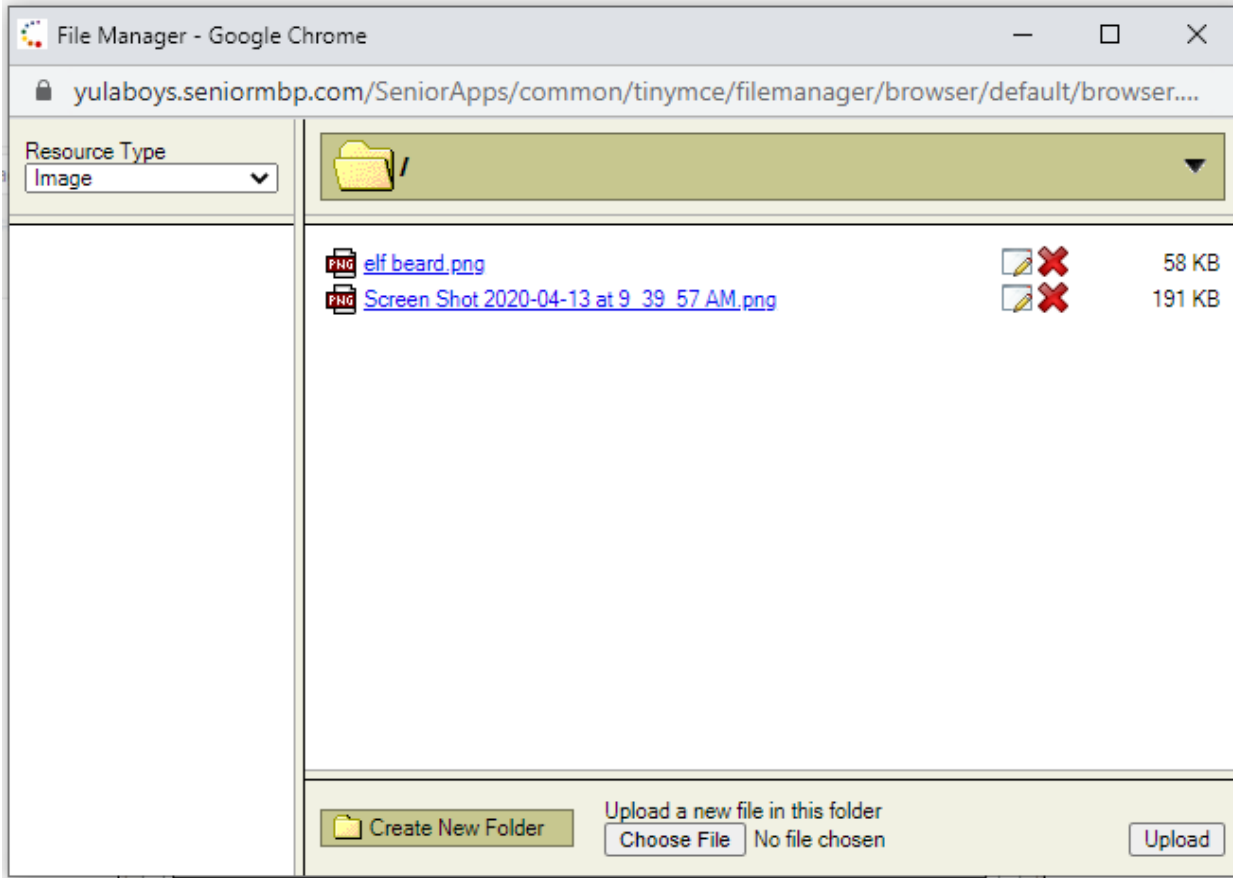 File Manager - Google Chrome
yulaboys.seniormbp.com/SeniorApps/common/tinymce/filemanager/browser/default/browser....
Resource Type
Image
/
PNG elf beard.png 58 KB
PNG Screen Shot 2020-04-13 at 9_39_57 AM.png 191 KB
Create New Folder
Upload a new file in this folder
Choose File No file chosen
Upload